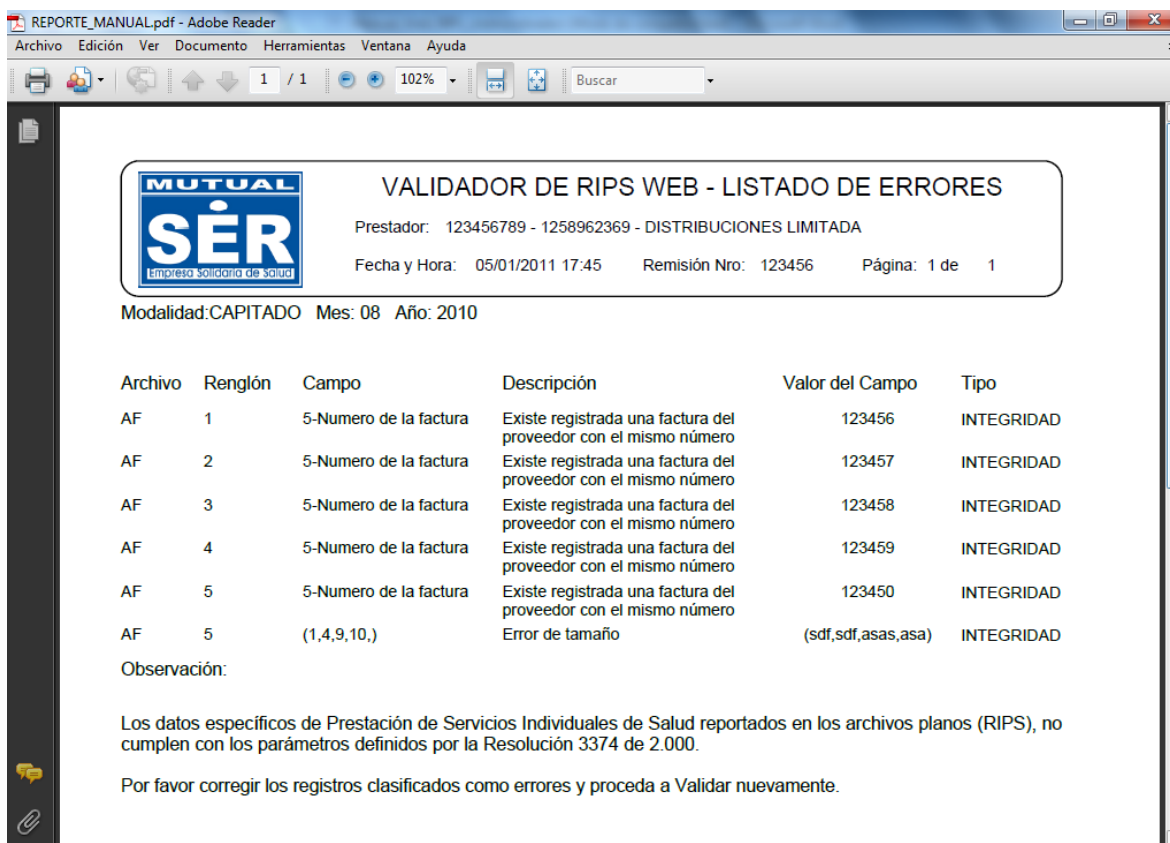 REPORTE_MANUAL.pdf - Adobe Reader
Archivo Edición Ver Documento Herramientas Ventana Ayuda
1 / 1 102% Buscar
MUTUAL
SER
Empresa Solidaria de Salud
VALIDADOR DE RIPS WEB - LISTADO DE ERRORES
Prestador: 123456789 - 1258962369 - DISTRIBUCIONES LIMITADA
Fecha y Hora: 05/01/2011 17:45 Remisión Nro: 123456 Página: 1 de 1
Modalidad:CAPITADO Mes: 08 Año: 2010
Archivo Renglón Campo Descripción Valor del Campo Tipo
AF 1 5-Numero de la factura Existe registrada una factura del 123456 INTEGRIDAD
proveedor con el mismo número
AF 2 5-Numero de la factura Existe registrada una factura del 123457 INTEGRIDAD
proveedor con el mismo número
AF 3 5-Numero de la factura Existe registrada una factura del 123458 INTEGRIDAD
proveedor con el mismo número
AF 4 5-Numero de la factura Existe registrada una factura del 123459 INTEGRIDAD
proveedor con el mismo número
AF 5 5-Numero de la factura Existe registrada una factura del 123450 INTEGRIDAD
proveedor con el mismo número
AF 5 (1,4,9,10,) Error de tamaño (sdf,sdf,asas,asa) INTEGRIDAD
Observación:
Los datos específicos de Prestación de Servicios Individuales de Salud reportados en los archivos planos (RIPS), no
cumplen con los parámetros definidos por la Resolución 3374 de 2.000.
Por favor corregir los registros clasificados como errores y proceda a Validar nuevamente.